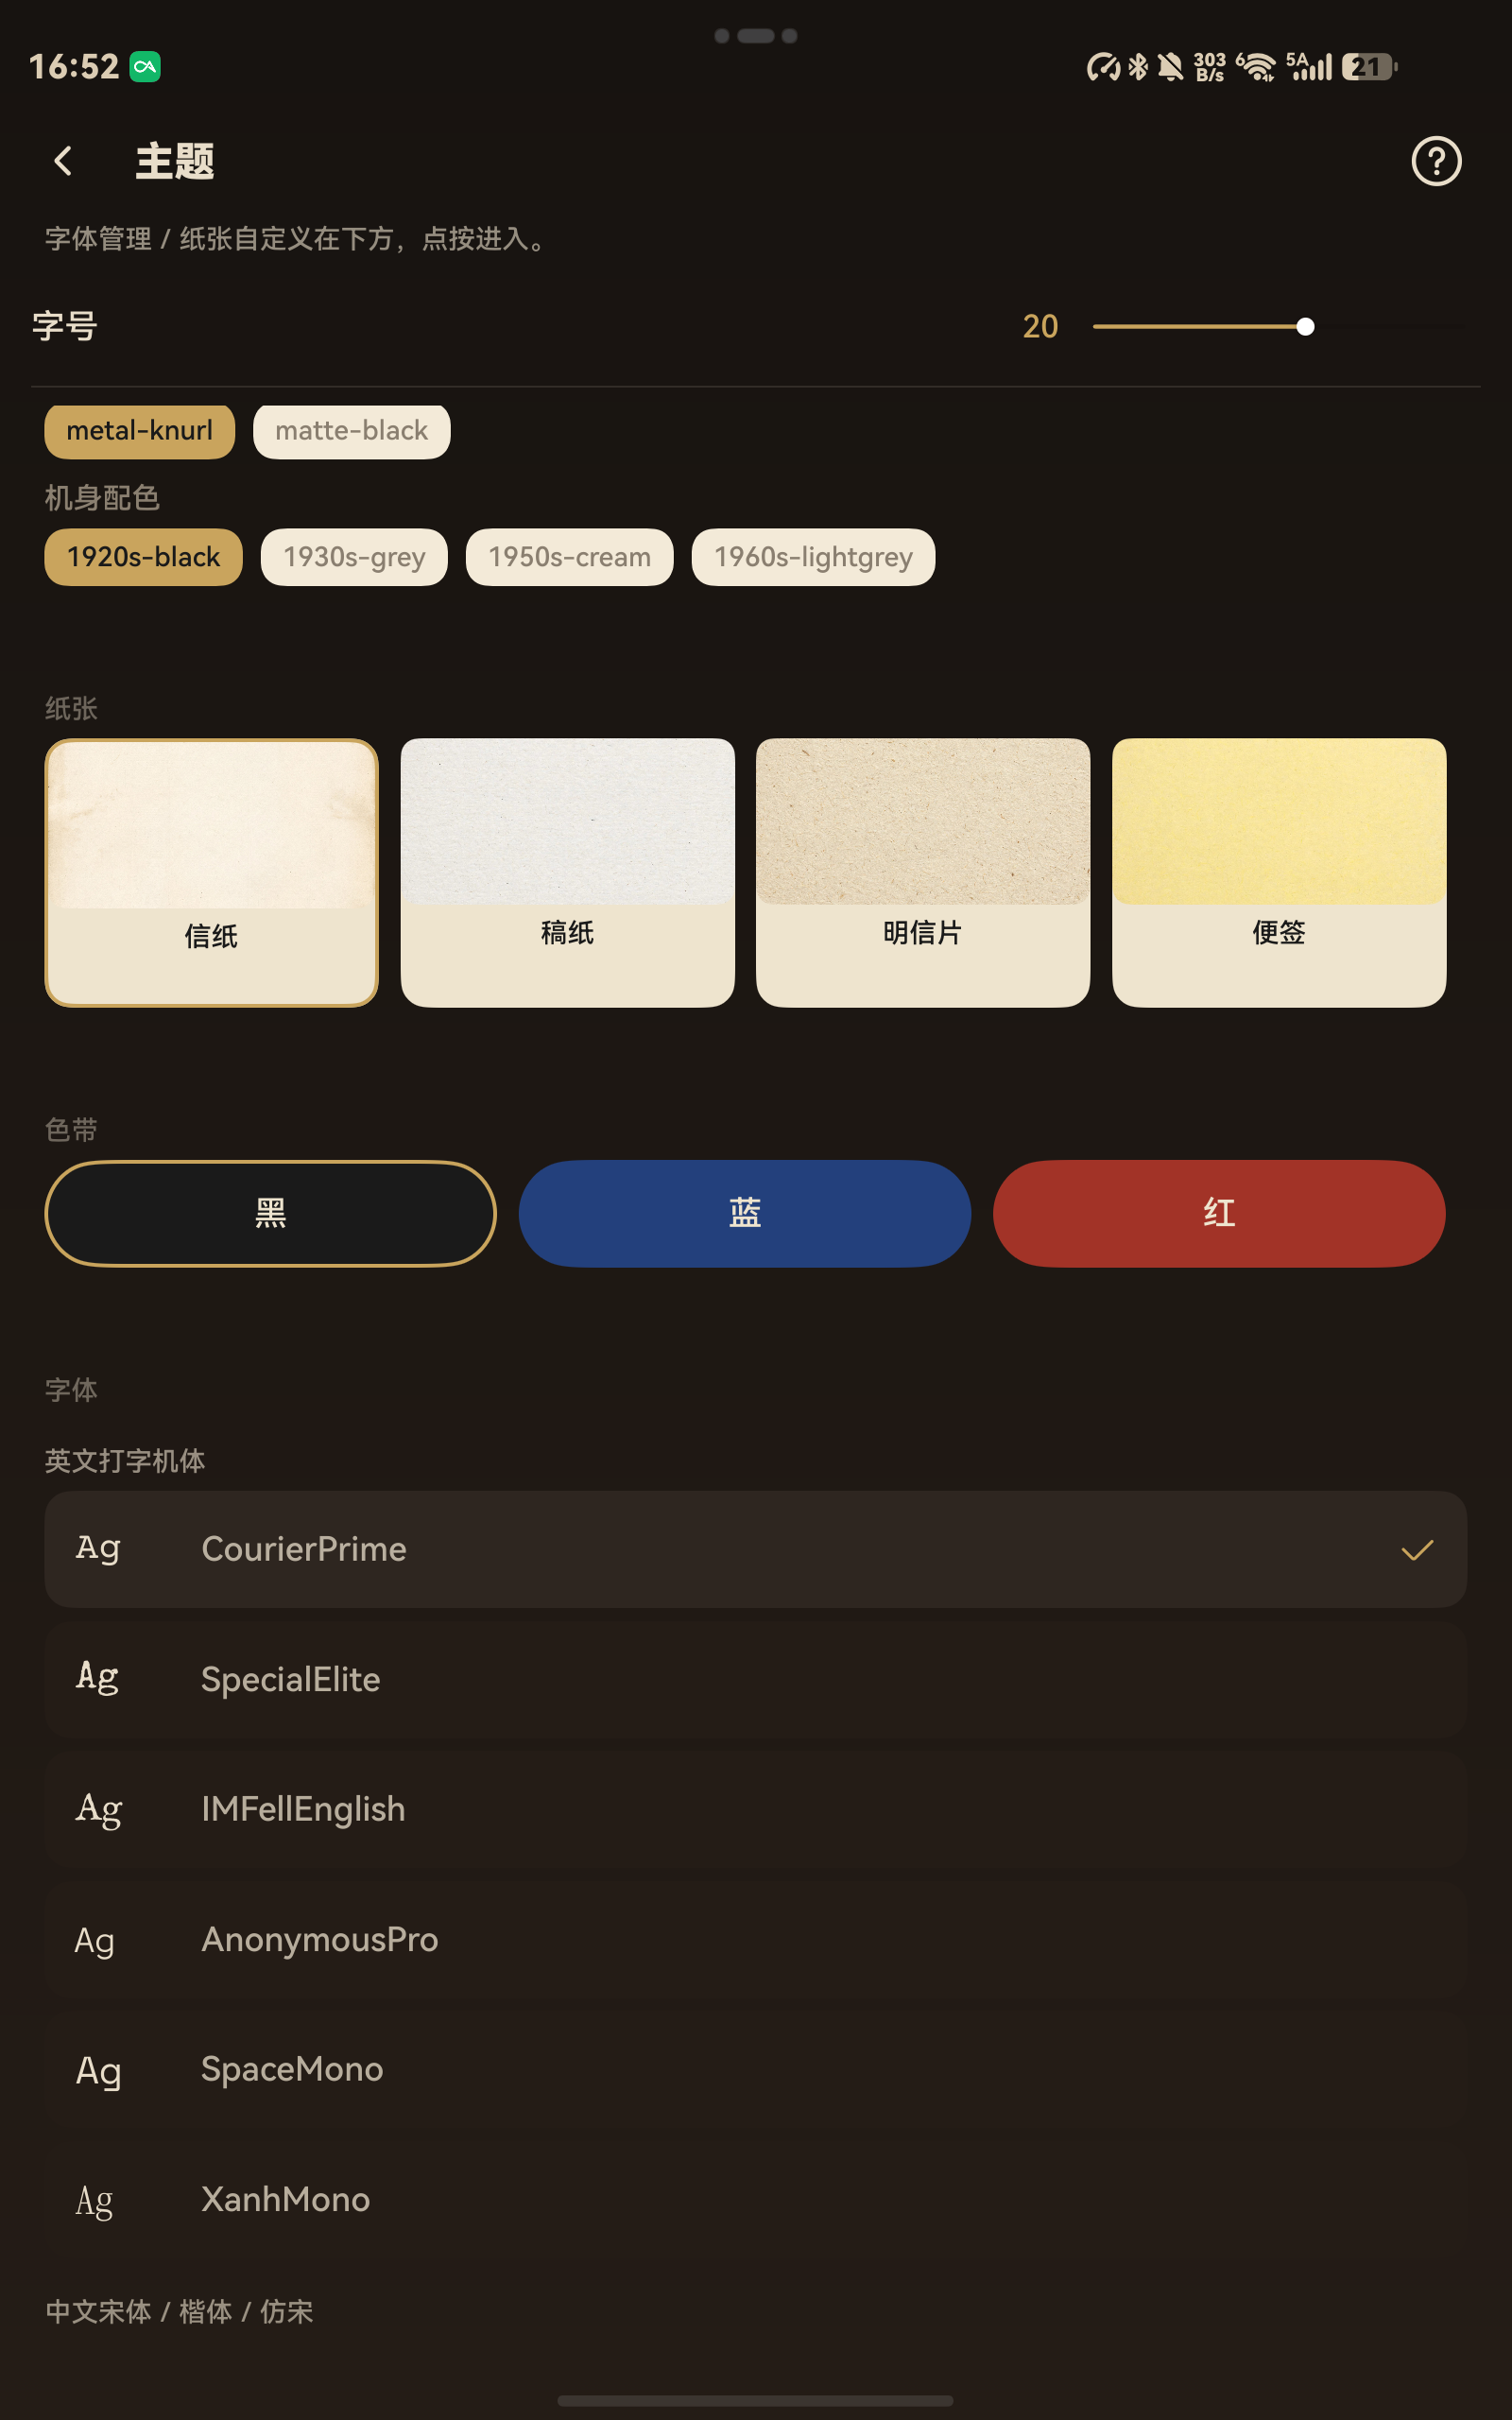 16:52 303 B/s 6 5A 21
主题
字体管理 / 纸张自定义在下方，点按进入。
字号 20
metal-knurl matte-black
机身配色
1920s-black 1930s-grey 1950s-cream 1960s-lightgrey
纸张
信纸 稿纸 明信片 便签
色带
黑 蓝 红
字体
英文打字机体
Ag CourierPrime
Ag SpecialElite
Ag IMFellEnglish
Ag AnonymousPro
Ag SpaceMono
Ag XanhMono
中文宋体 / 楷体 / 仿宋